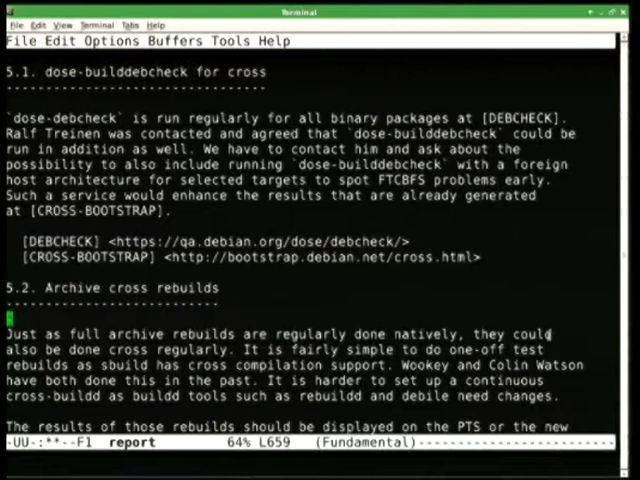 Terminal
File Edit View Terminal Tabs Help
File Edit Options Buffers Tools Help
5.1. dose-builddebcheck for cross
---------------------------------
`dose-debcheck` is run regularly for all binary packages at [DEBCHECK].
Ralf Treinen was contacted and agreed that `dose-builddebcheck` could be
run in addition as well. We have to contact him and ask about the
possibility to also include running `dose-builddebcheck` with a foreign
host architecture for selected targets to spot FTCBFS problems early.
Such a service would enhance the results that are already generated
at [CROSS-BOOTSTRAP].
[DEBCHECK] <https://qa.debian.org/dose/debcheck/>
[CROSS-BOOTSTRAP] <http://bootstrap.debian.net/cross.html>
5.2. Archive cross rebuilds
---------------------------
Just as full archive rebuilds are regularly done natively, they could
also be done cross regularly. It is fairly simple to do one-off test
rebuilds as sbuild has cross compilation support. Wookey and Colin Watson
have both done this in the past. It is harder to set up a continuous
cross-buildd as buildd tools such as rebuildd and debile need changes.
The results of those rebuilds should be displayed on the PTS or the new
-UU-:**--F1 report 64% L659 (Fundamental)-------------------------